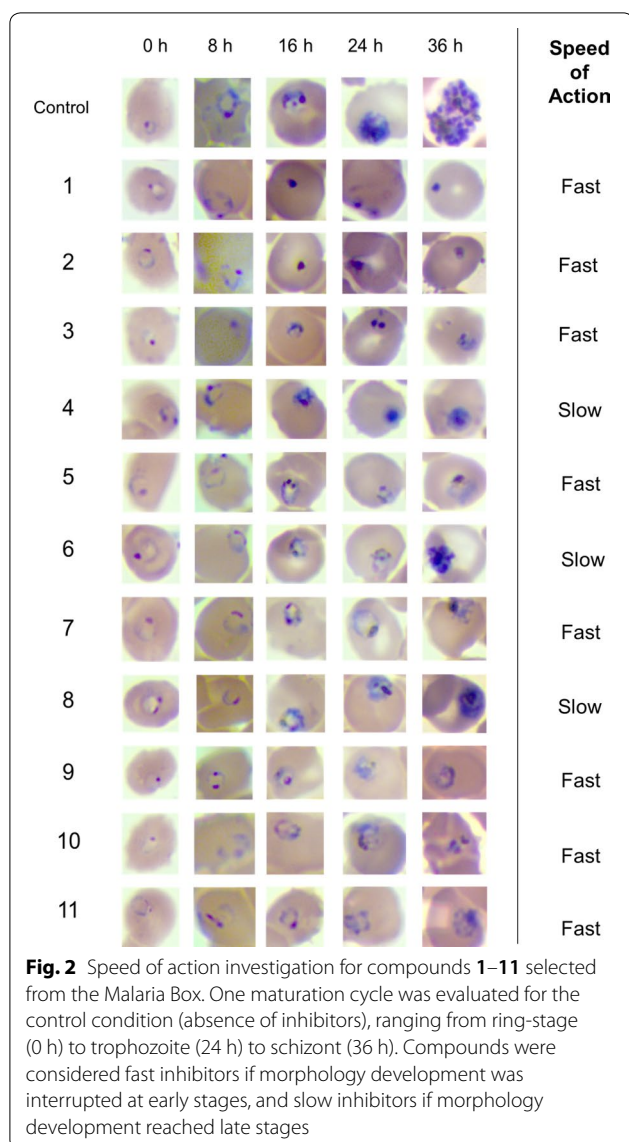 0 h 8 h 16 h 24 h 36 h Speed
of
Action
Control
1 Fast
2 Fast
3 Fast
4 Slow
5 Fast
6 Slow
7 Fast
8 Slow
9 Fast
10 Fast
11 Fast
Fig. 2 Speed of action investigation for compounds 1–11 selected
from the Malaria Box. One maturation cycle was evaluated for the
control condition (absence of inhibitors), ranging from ring-stage
(0 h) to trophozoite (24 h) to schizont (36 h). Compounds were
considered fast inhibitors if morphology development was
interrupted at early stages, and slow inhibitors if morphology
development reached late stages